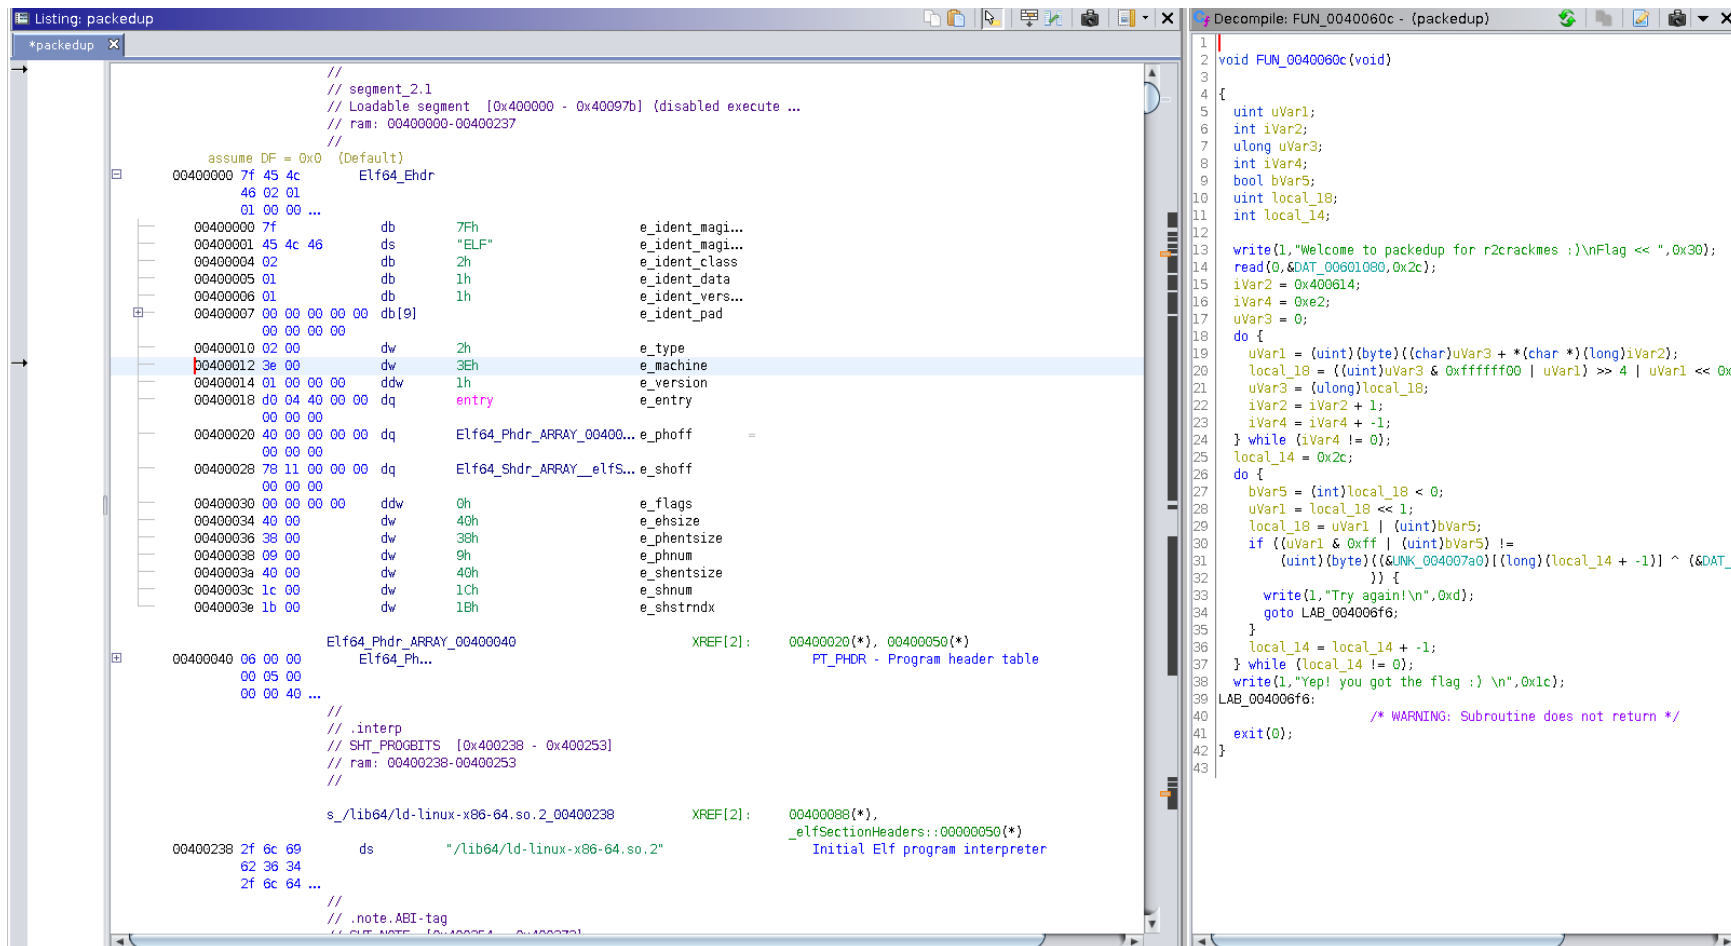 Listing: packedup
*packedup
//
// segment_2.1
// Loadable segment  [0x400000 - 0x40097b] (disabled execute ...
// ram: 00400000-00400237
//
assume DF = 0x0  (Default)
00400000 7f 45 4c Elf64_Ehdr
46 02 01
01 00 00 ...
00400000 7f db 7Fh e_ident_magi...
00400001 45 4c 46 ds "ELF" e_ident_magi...
00400004 02 db 2h e_ident_class
00400005 01 db 1h e_ident_data
00400006 01 db 1h e_ident_vers...
00400007 00 00 00 00 00 db[9] e_ident_pad
00 00 00 00
00400010 02 00 dw 2h e_type
00400012 3e 00 dw 3Eh e_machine
00400014 01 00 00 00 ddw 1h e_version
00400018 d0 04 40 00 00 dq entry e_entry
00 00 00
00400020 40 00 00 00 00 dq Elf64_Phdr_ARRAY_00400... e_phoff =
00 00 00
00400028 78 11 00 00 00 dq Elf64_Shdr_ARRAY__elfS... e_shoff
00 00 00
00400030 00 00 00 00 ddw 0h e_flags
00400034 40 00 dw 40h e_ehsize
00400036 38 00 dw 38h e_phentsize
00400038 09 00 dw 9h e_phnum
0040003a 40 00 dw 40h e_shentsize
0040003c 1c 00 dw 1Ch e_shnum
0040003e 1b 00 dw 1Bh e_shstrndx
Elf64_Phdr_ARRAY_00400040 XREF[2]: 00400020(*), 00400050(*)
00400040 06 00 00 Elf64_Ph... PT_PHDR - Program header table
00 05 00
00 00 40 ...
//
// .interp
// SHT_PROGBITS  [0x400238 - 0x400253]
// ram: 00400238-00400253
//
s_/lib64/ld-linux-x86-64.so.2_00400238 XREF[2]: 00400088(*),
_elfSectionHeaders::00000050(*)
00400238 2f 6c 69 ds "/lib64/ld-linux-x86-64.so.2" Initial Elf program interpreter
62 36 34
2f 6c 64 ...
//
// .note.ABI-tag
// SHT_NOTE  [0x400254 - 0x400273]
Decompile: FUN_0040060c - (packedup)
1
2 void FUN_0040060c(void)
3
4 {
5 uint uVar1;
6 int iVar2;
7 ulong uVar3;
8 int iVar4;
9 bool bVar5;
10 uint local_18;
11 int local_14;
12
13 write(1,"Welcome to packedup for r2crackmes :)\nFlag << ",0x30);
14 read(0,&DAT_00601080,0x2c);
15 iVar2 = 0x400614;
16 iVar4 = 0xe2;
17 uVar3 = 0;
18 do {
19 uVar1 = (uint)(byte)((char)uVar3 + *(char *)(long)iVar2);
20 local_18 = ((uint)uVar3 & 0xffffff00 | uVar1) >> 4 | uVar1 << 0x
21 uVar3 = (ulong)local_18;
22 iVar2 = iVar2 + 1;
23 iVar4 = iVar4 + -1;
24 } while (iVar4 != 0);
25 local_14 = 0x2c;
26 do {
27 bVar5 = (int)local_18 < 0;
28 uVar1 = local_18 << 1;
29 local_18 = uVar1 | (uint)bVar5;
30 if ((uVar1 & 0xff | (uint)bVar5) !=
31 (uint)(byte)((&UNK_004007a0)[(long)(local_14 + -1)] ^ (&DAT_
32 )) {
33 write(1,"Try again!\n",0xd);
34 goto LAB_004006f6;
35 }
36 local_14 = local_14 + -1;
37 } while (local_14 != 0);
38 write(1,"Yep! you got the flag :) \n",0x1c);
39 LAB_004006f6:
40 /* WARNING: Subroutine does not return */
41 exit(0);
42 }
43